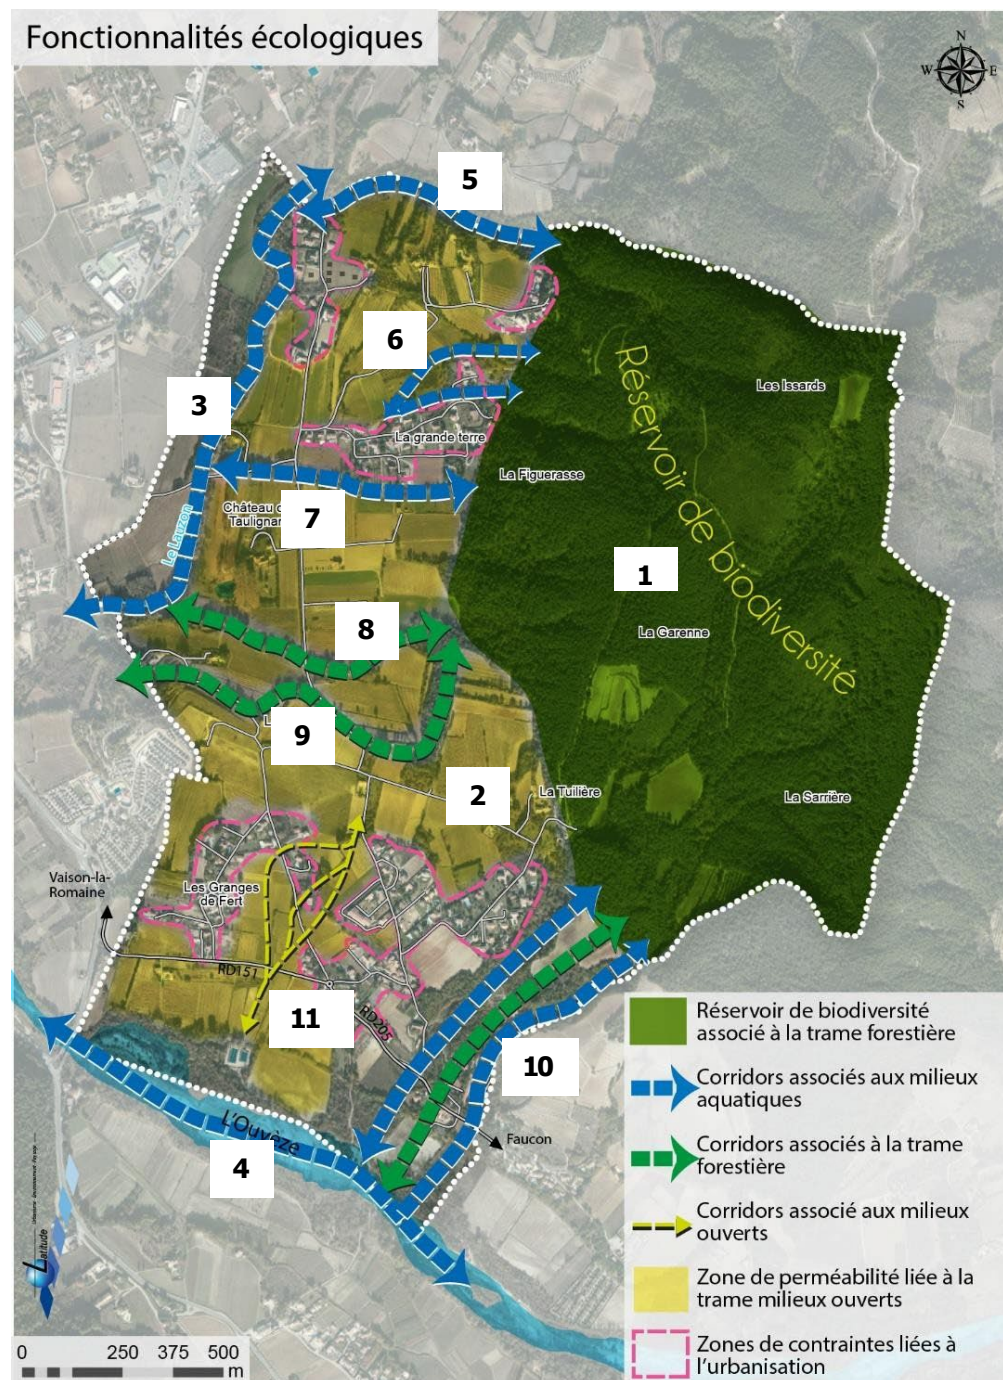 Fonctionnalités écologiques
N
W E
S
5
6
3
Les Issards
La grande terre
La Figuerasse
Réservoir de biodiversité
Château
Taulignan
7
Le Lauzon
1
8
La Garenne
9
2
La Tuilière
La Sarrière
Vaison-la-
Romaine
Les Granges
de Fert
RD151
11
RD205
10
L'Ouvèze
Faucon
4
Latitude
Réservoir de biodiversité
associé à la trame forestière
Corridors associés aux milieux
aquatiques
Corridors associés à la trame
forestière
Corridors associé aux milieux
ouverts
Zone de perméabilité liée à la
trame milieux ouverts
Zones de contraintes liées à
l'urbanisation
0 250 375 500
m